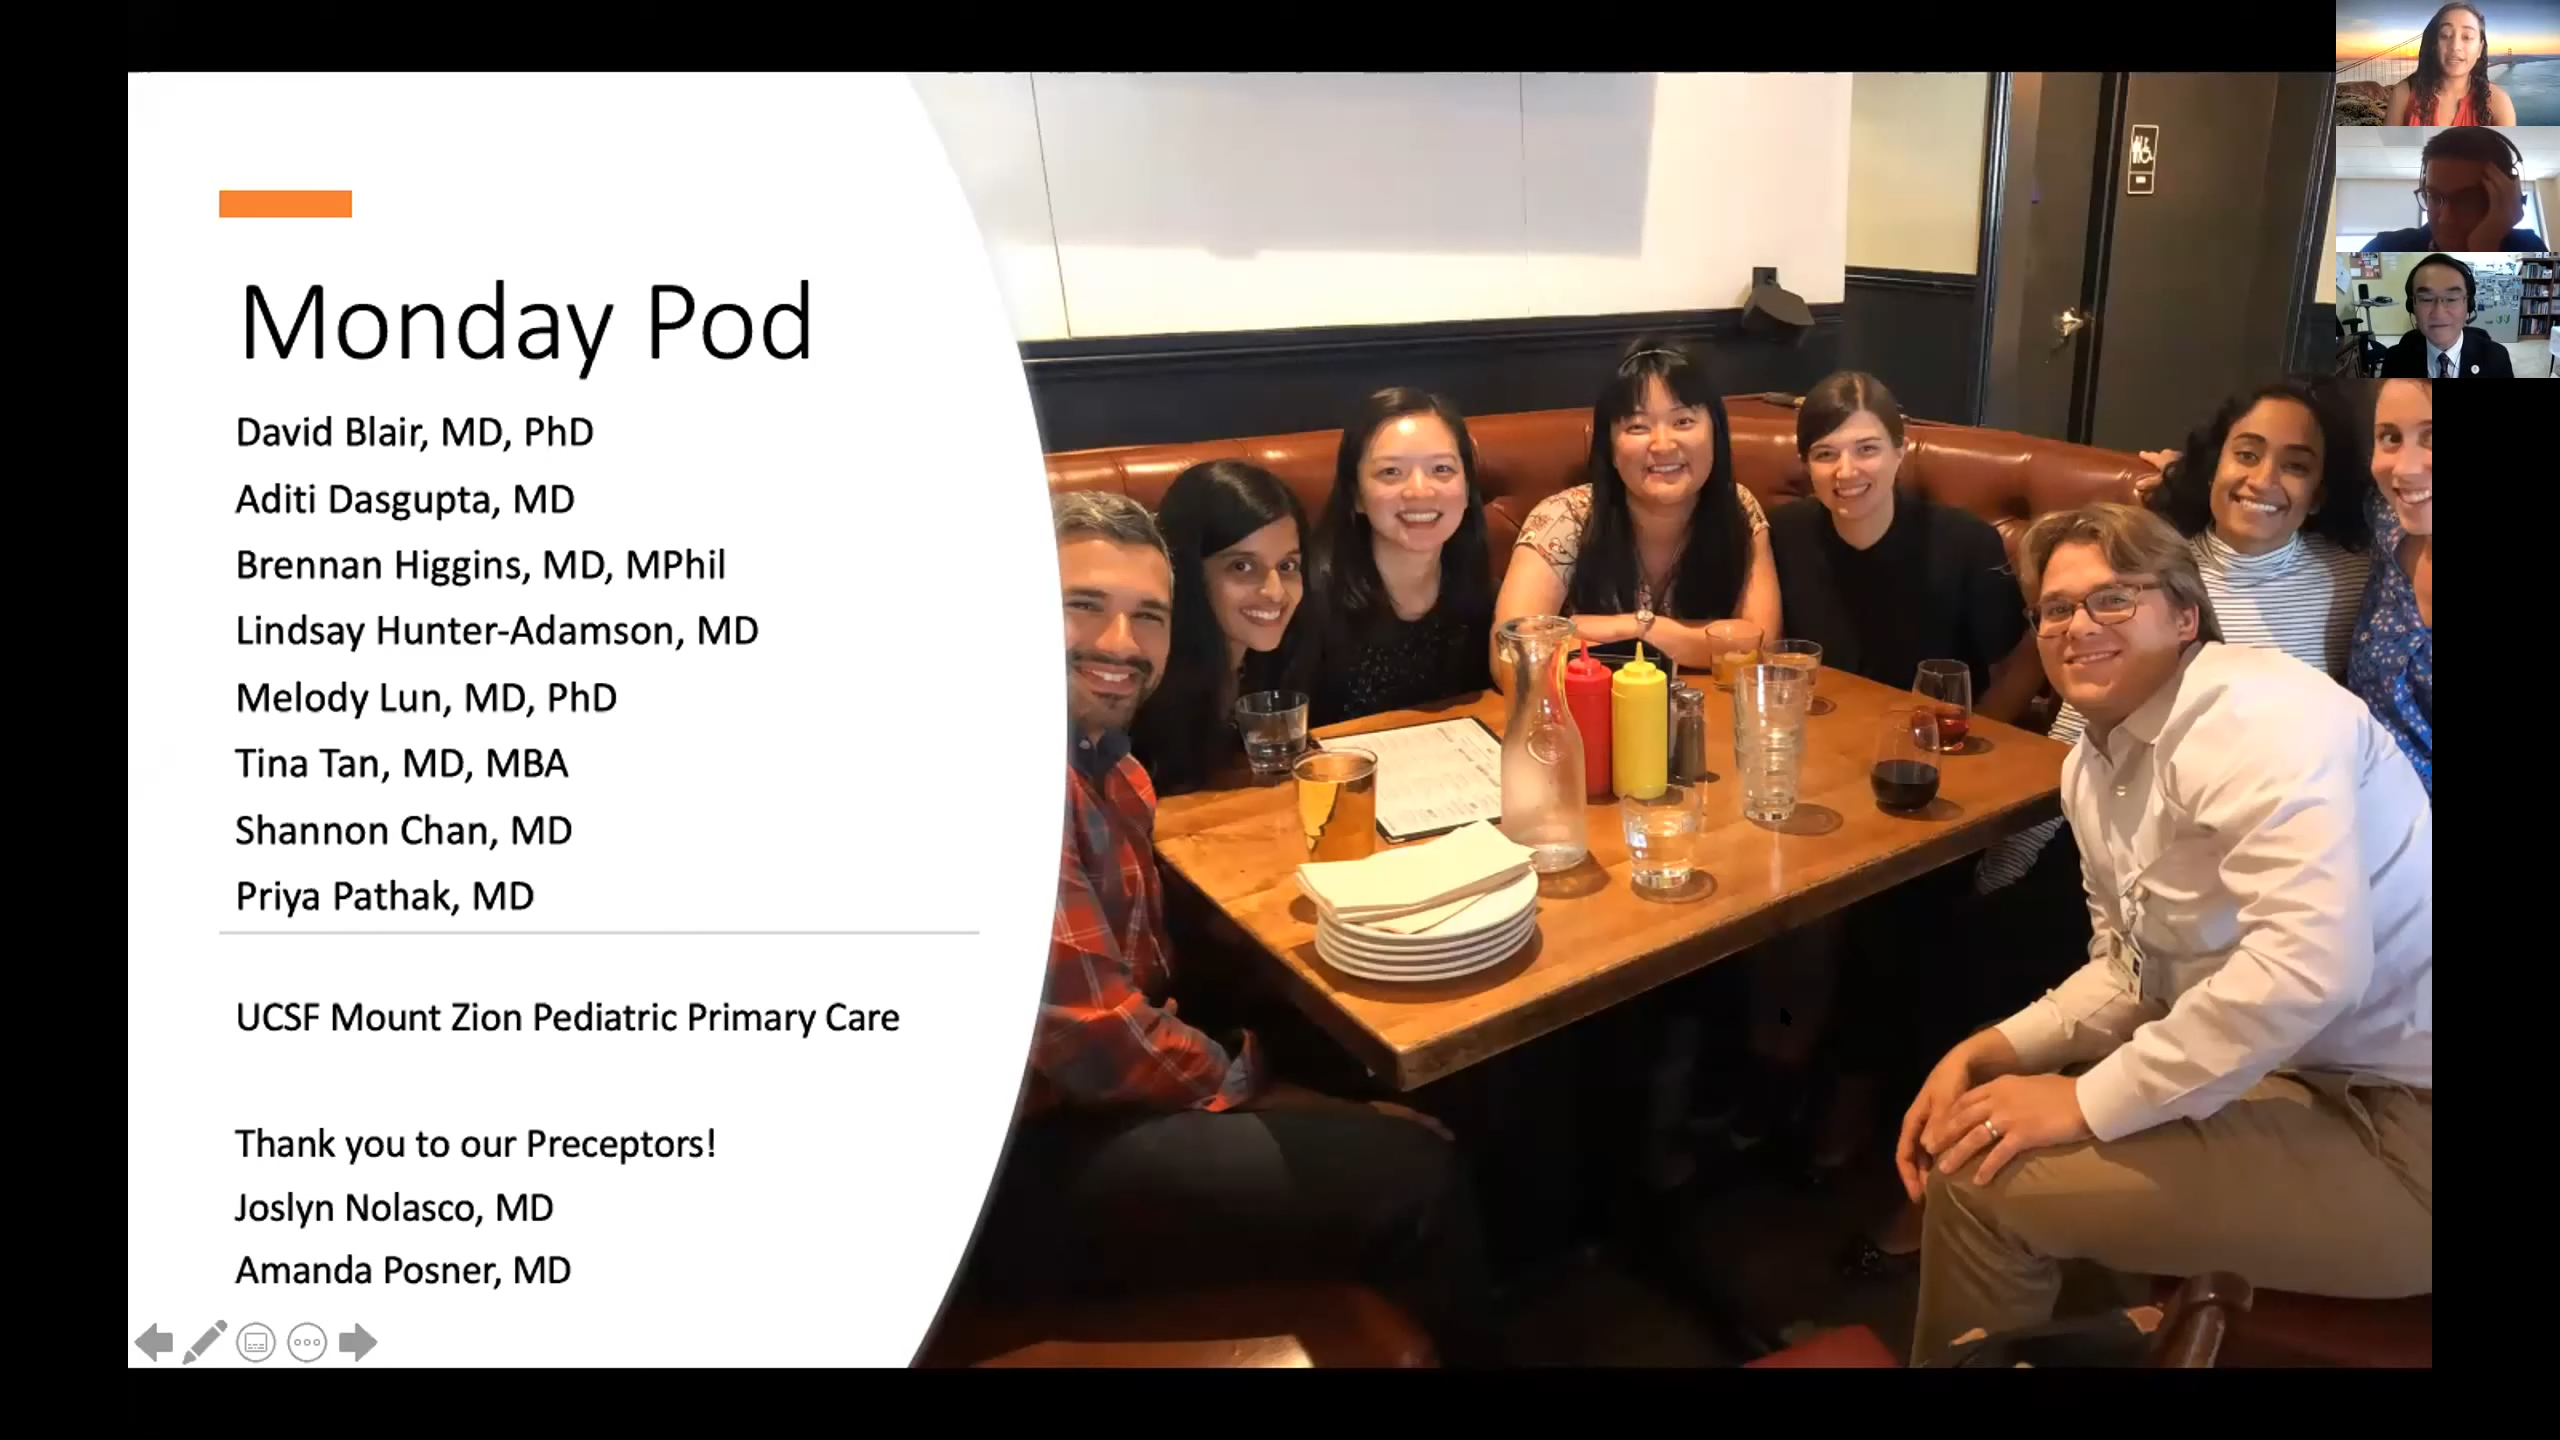 Monday Pod
David Blair, MD, PhD
Aditi Dasgupta, MD
Brennan Higgins, MD, MPhil
Lindsay Hunter-Adamson, MD
Melody Lun, MD, PhD
Tina Tan, MD, MBA
Shannon Chan, MD
Priya Pathak, MD
UCSF Mount Zion Pediatric Primary Care
Thank you to our Preceptors!
Joslyn Nolasco, MD
Amanda Posner, MD